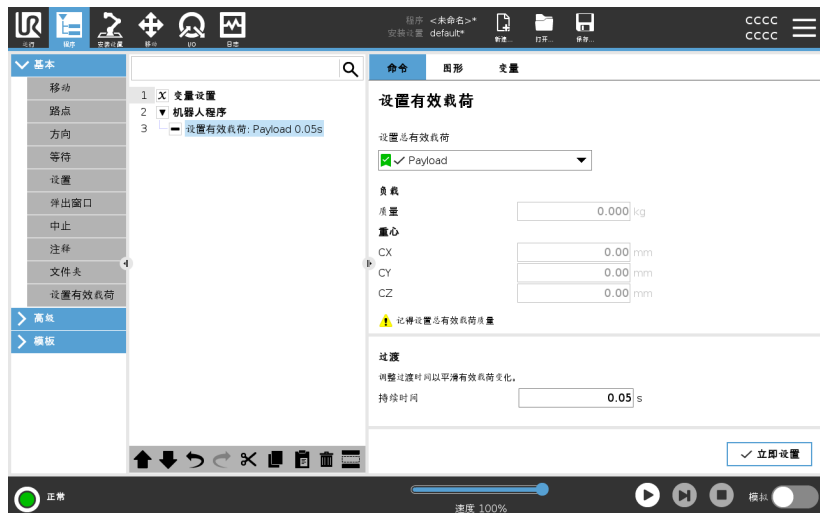 UR
程序 <未命名>*
安装设置 default*
运行
程序
安装设置
移动
I/O
日志
新建...
打开...
保存...
CCCC
CCCC
基本
移动
路点
方向
等待
设置
弹出窗口
中止
注释
文件夹
设置有效载荷
高级
模板
1 X 变量设置
2 机器人程序
3 设置有效载荷: Payload 0.05s
命令 图形 变量
设置有效载荷
设置总有效载荷
Payload
负载
质量 0.000 kg
重心
CX 0.00 mm
CY 0.00 mm
CZ 0.00 mm
记得设置总有效载荷质量
过渡
调整过渡时间以平滑有效载荷变化。
持续时间 0.05 s
立即设置
正常
速度 100%
模拟